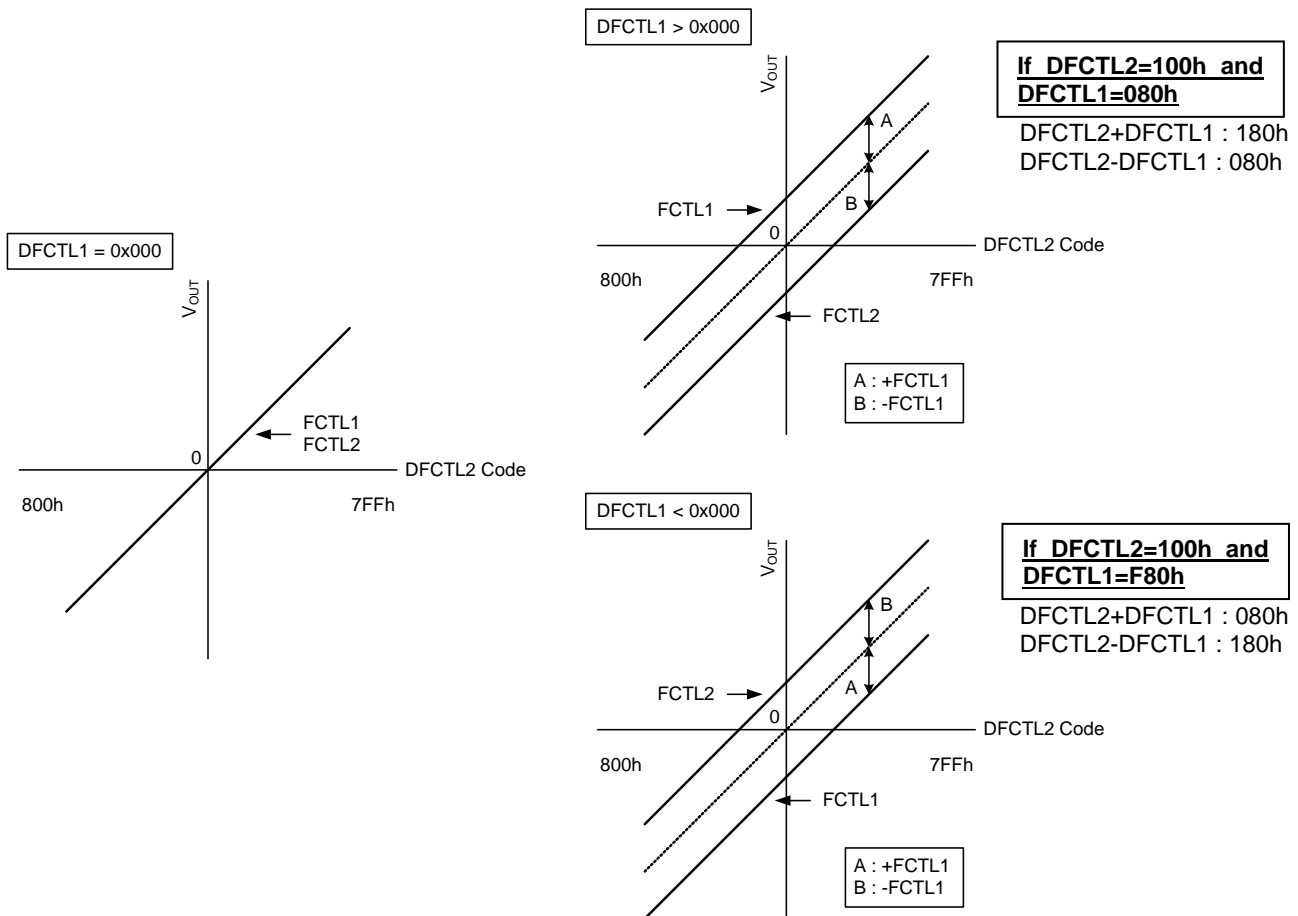 DFCTL1 = 0x000
VOUT
FCTL1
FCTL2
0
DFCTL2 Code
800h
7FFh
DFCTL1 > 0x000
VOUT
A
B
FCTL1
0
DFCTL2 Code
800h
7FFh
FCTL2
A : +FCTL1
B : -FCTL1
If DFCTL2=100h and
DFCTL1=080h
DFCTL2+DFCTL1 : 180h
DFCTL2-DFCTL1 : 080h
DFCTL1 < 0x000
VOUT
B
A
FCTL2
0
DFCTL2 Code
800h
7FFh
FCTL1
A : +FCTL1
B : -FCTL1
If DFCTL2=100h and
DFCTL1=F80h
DFCTL2+DFCTL1 : 080h
DFCTL2-DFCTL1 : 180h